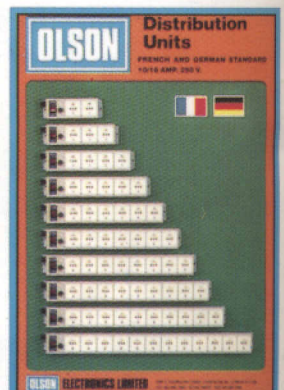 OLSON
Distribution
Units
FRENCH AND GERMAN STANDARD
10/16 AMP. 250 V.
OLSON ELECTRONICS LIMITED